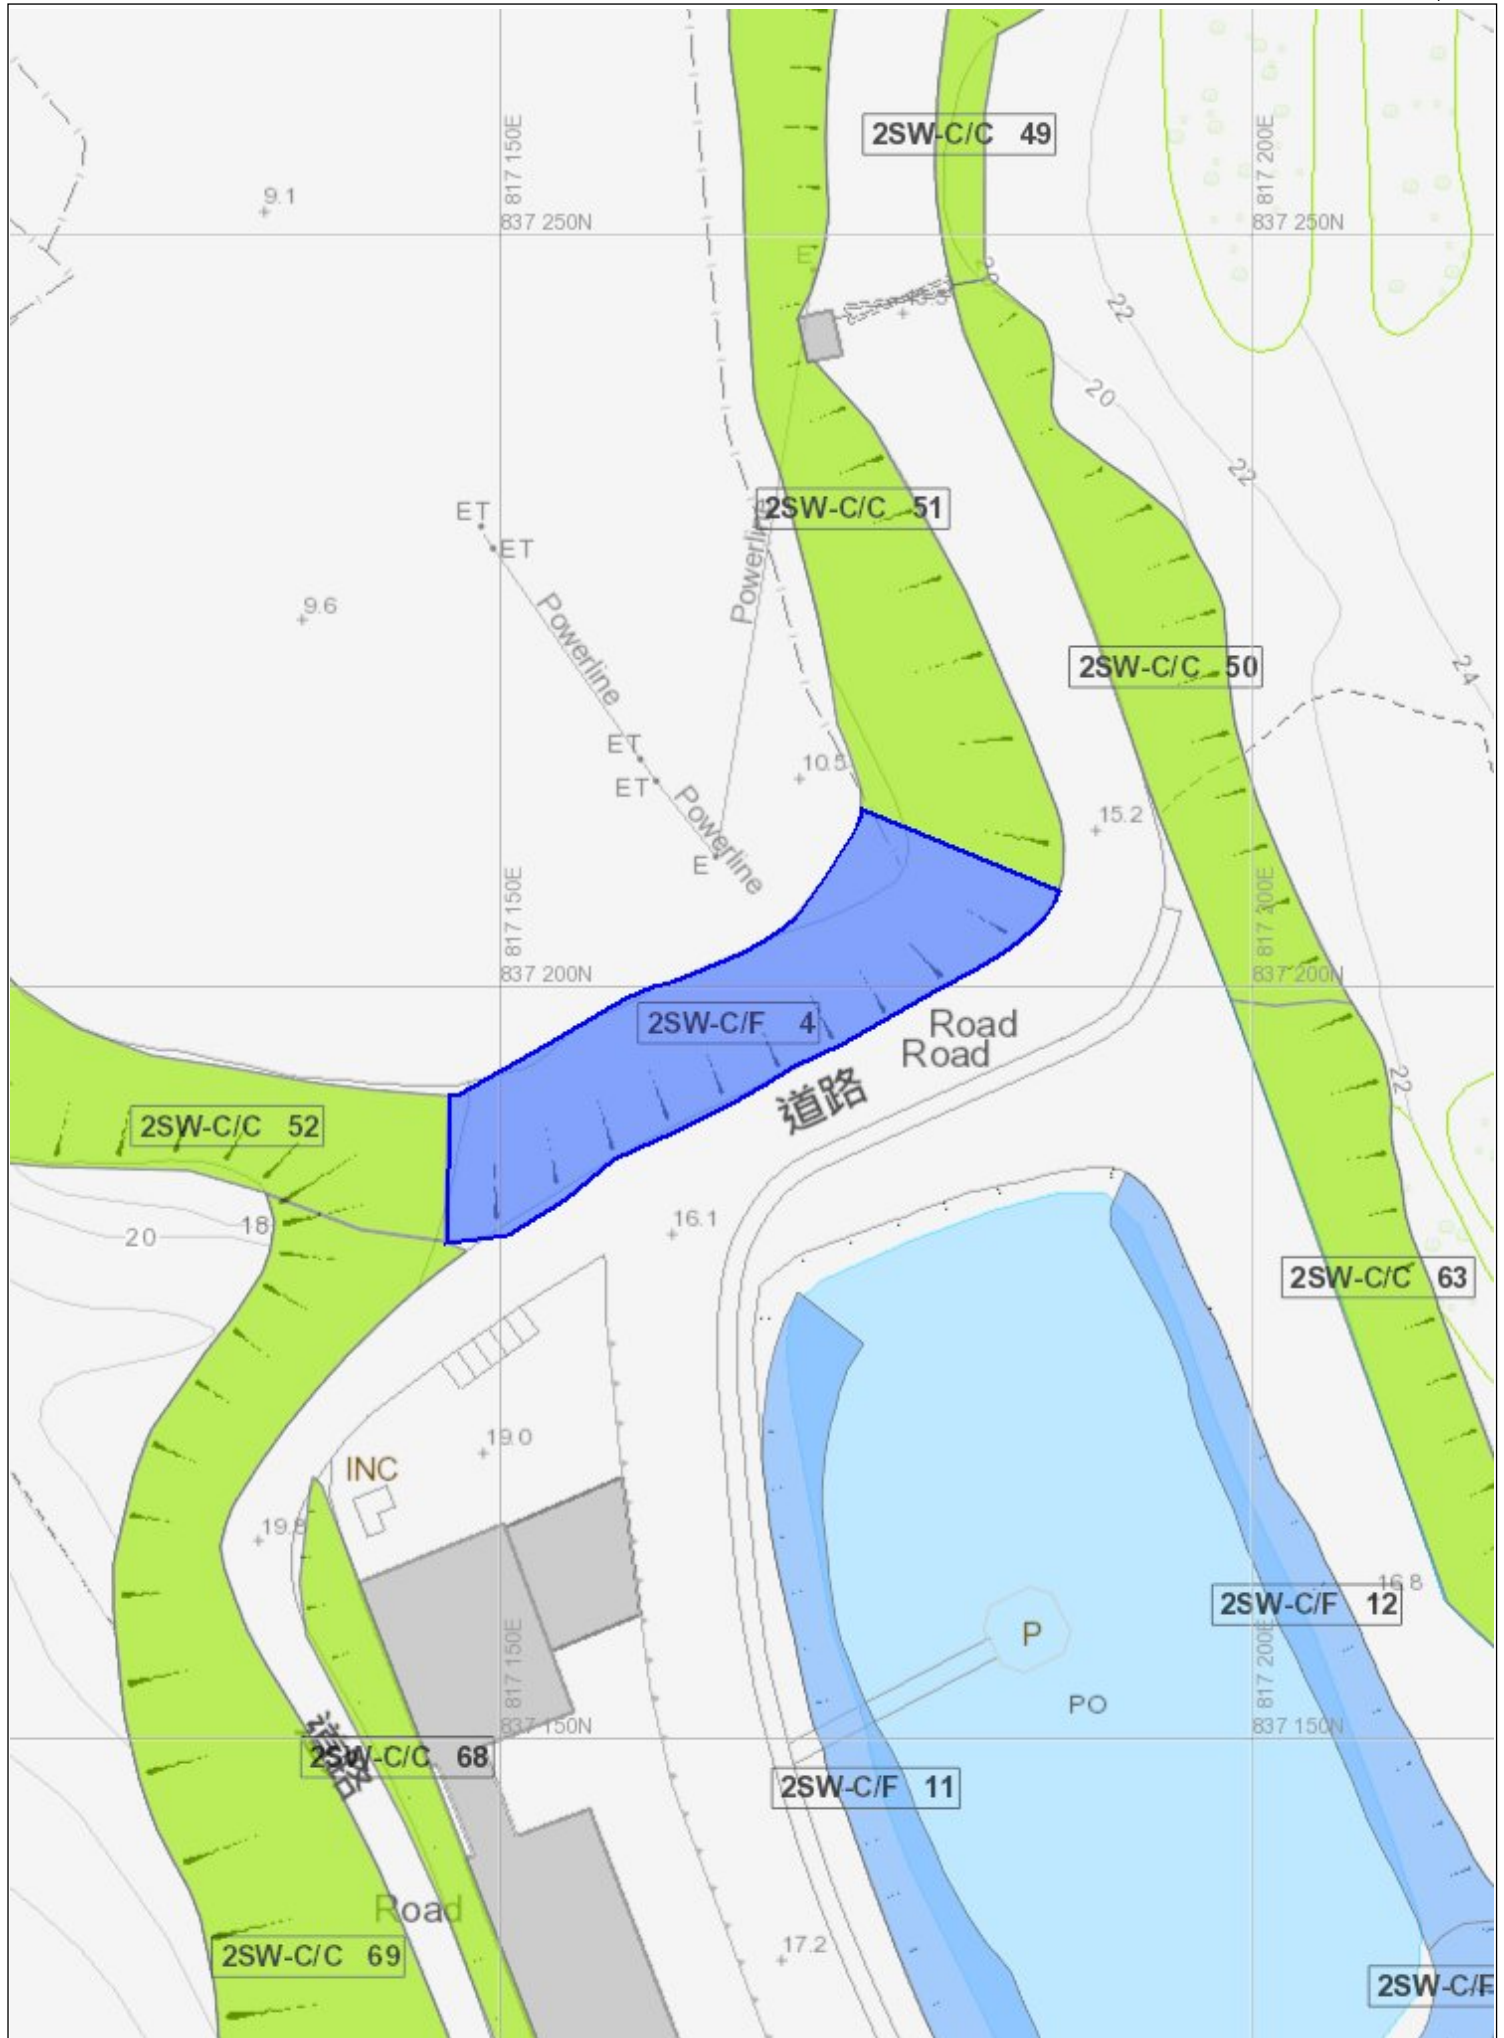 817 150E
817 200E
2SW-C/C 49
9.1
837 250N
837 250N
E
22
20
2SW-C/C 51
22
ET
ET
Powerline
9.6
Powerline
2SW-C/C 50
24
ET
10.5
ET
Powerline
15.2
E
817 150E
817 200E
837 200N
837 200N
2SW-C/F 4
Road
Road
道路
22
2SW-C/C 52
18
20
16.1
2SW-C/C 63
19.0
INC
19.8
16.8
2SW-C/F 12
P
817 150E
817 200E
PO
837 150N
837 150N
道路
2SW-C/C 68
2SW-C/F 11
Road
17.2
2SW-C/C 69
2SW-C/F